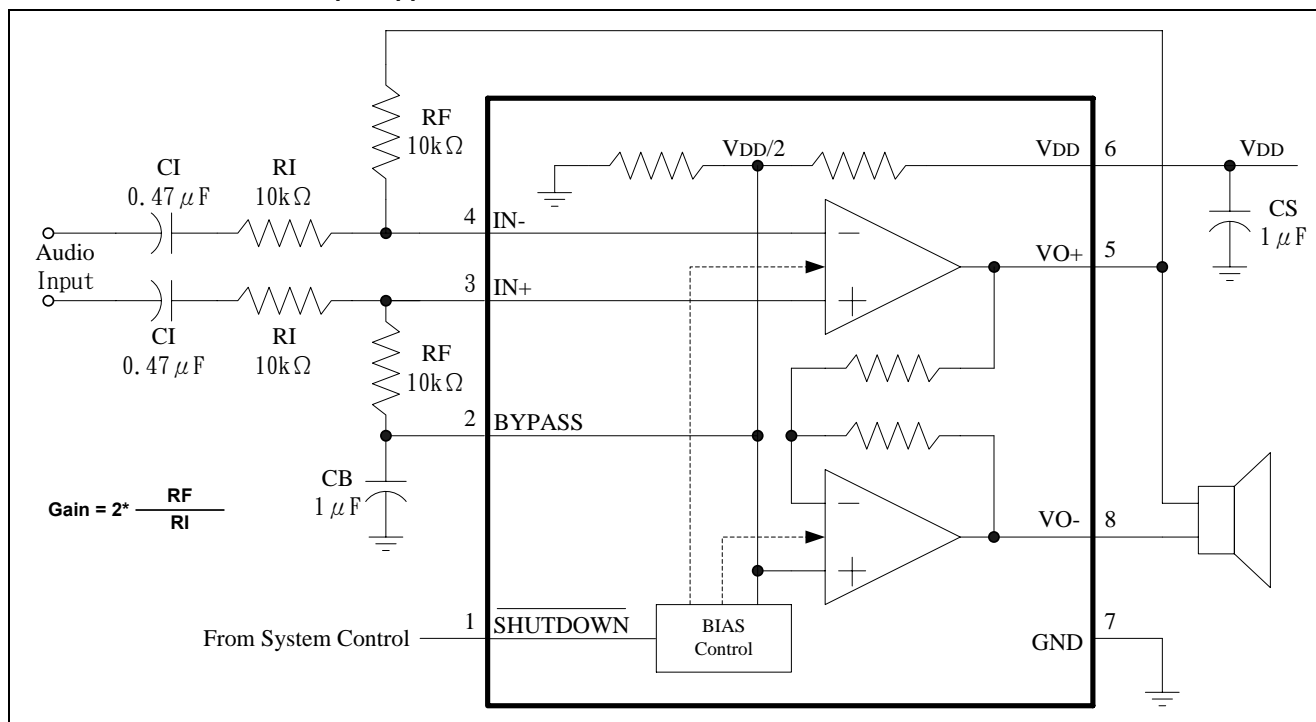 RF
10kΩ
VDD/2
VDD
6
VDD
CI
0.47μF
RI
10kΩ
4
IN-
CS
1μF
Audio
Input
VO+
5
3
IN+
CI
0.47μF
RI
10kΩ
RF
10kΩ
2
BYPASS
CB
1μF
Gain = 2* RF
RI
VO-
8
1
SHUTDOWN
From System Control
BIAS
Control
GND
7